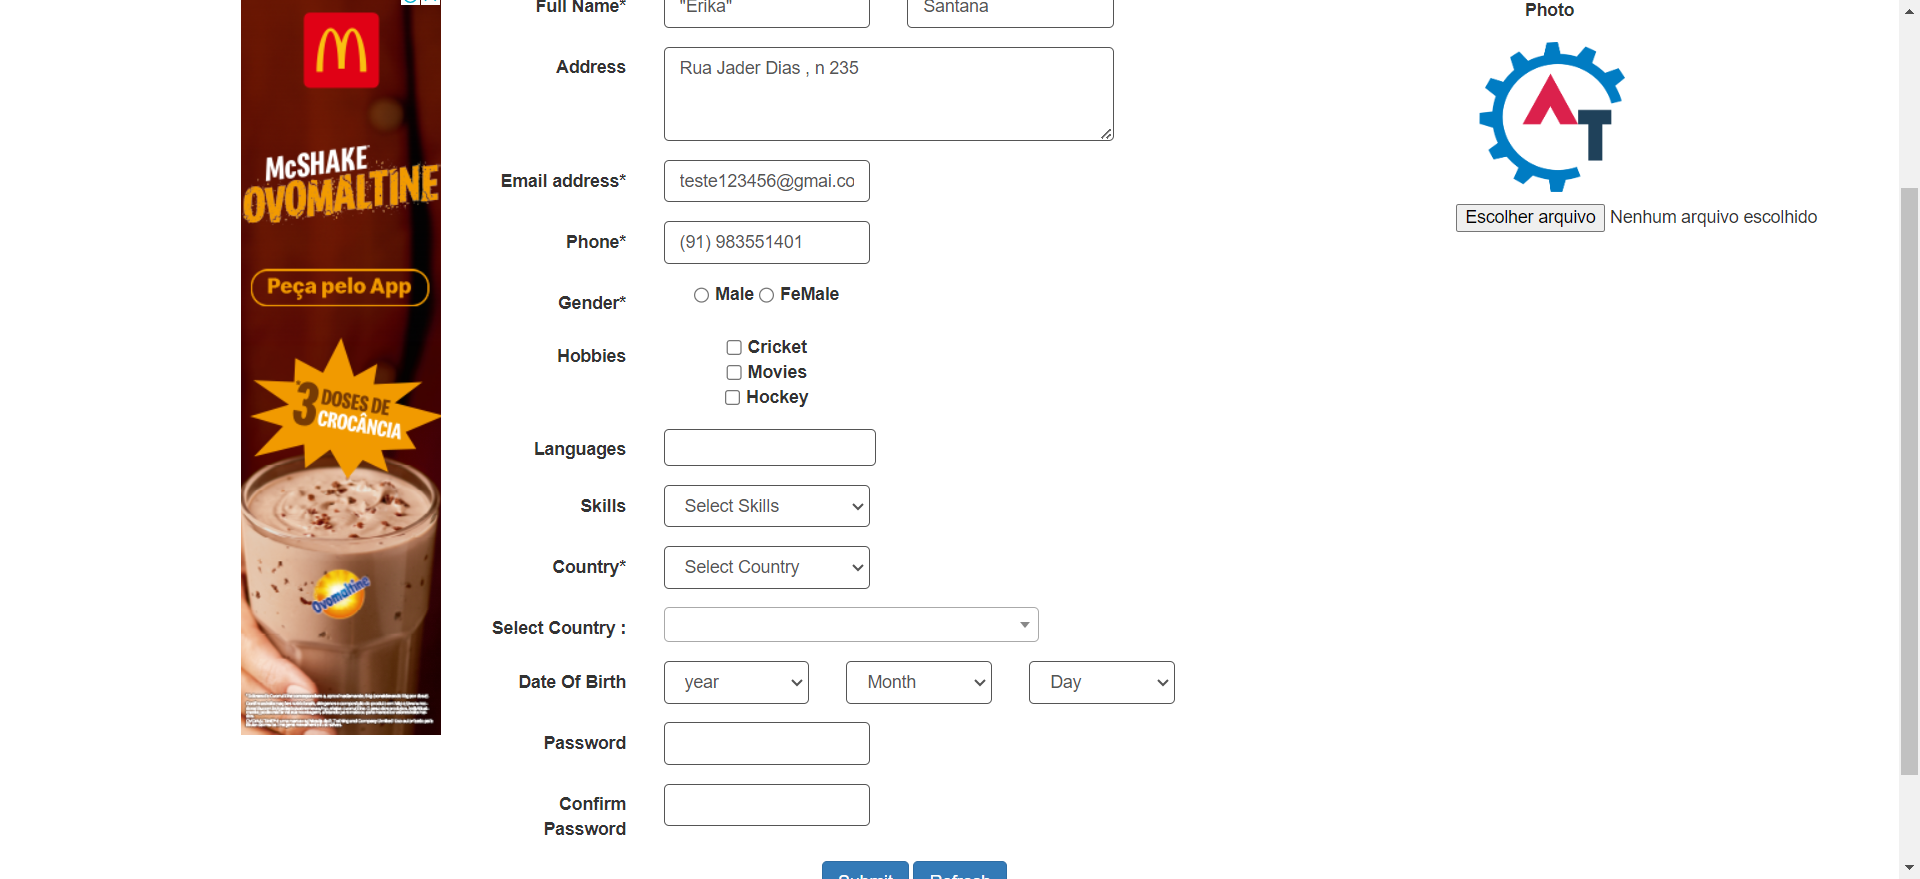 Full Name*
"Erika"
Santana
Photo
Address
Rua Jader Dias , n 235
AT
Email address*
teste123456@gmai.co
Escolher arquivo Nenhum arquivo escolhido
Phone*
(91) 983551401
Gender*
Male
FeMale
Hobbies
Cricket
Movies
Hockey
Languages
Skills
Select Skills
Country*
Select Country
Select Country :
Date Of Birth
year
Month
Day
Password
Confirm
Password
Submit
Refresh
McSHAKE
OVOMALTINE
Peça pelo App
*3 DOSES DE
CROCÂNCIA
Ovomaltine